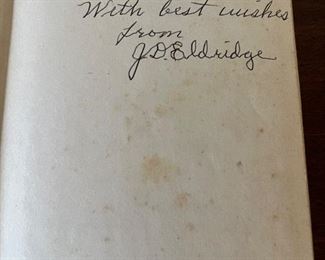 With best wishes
from
J.D. Eldridge